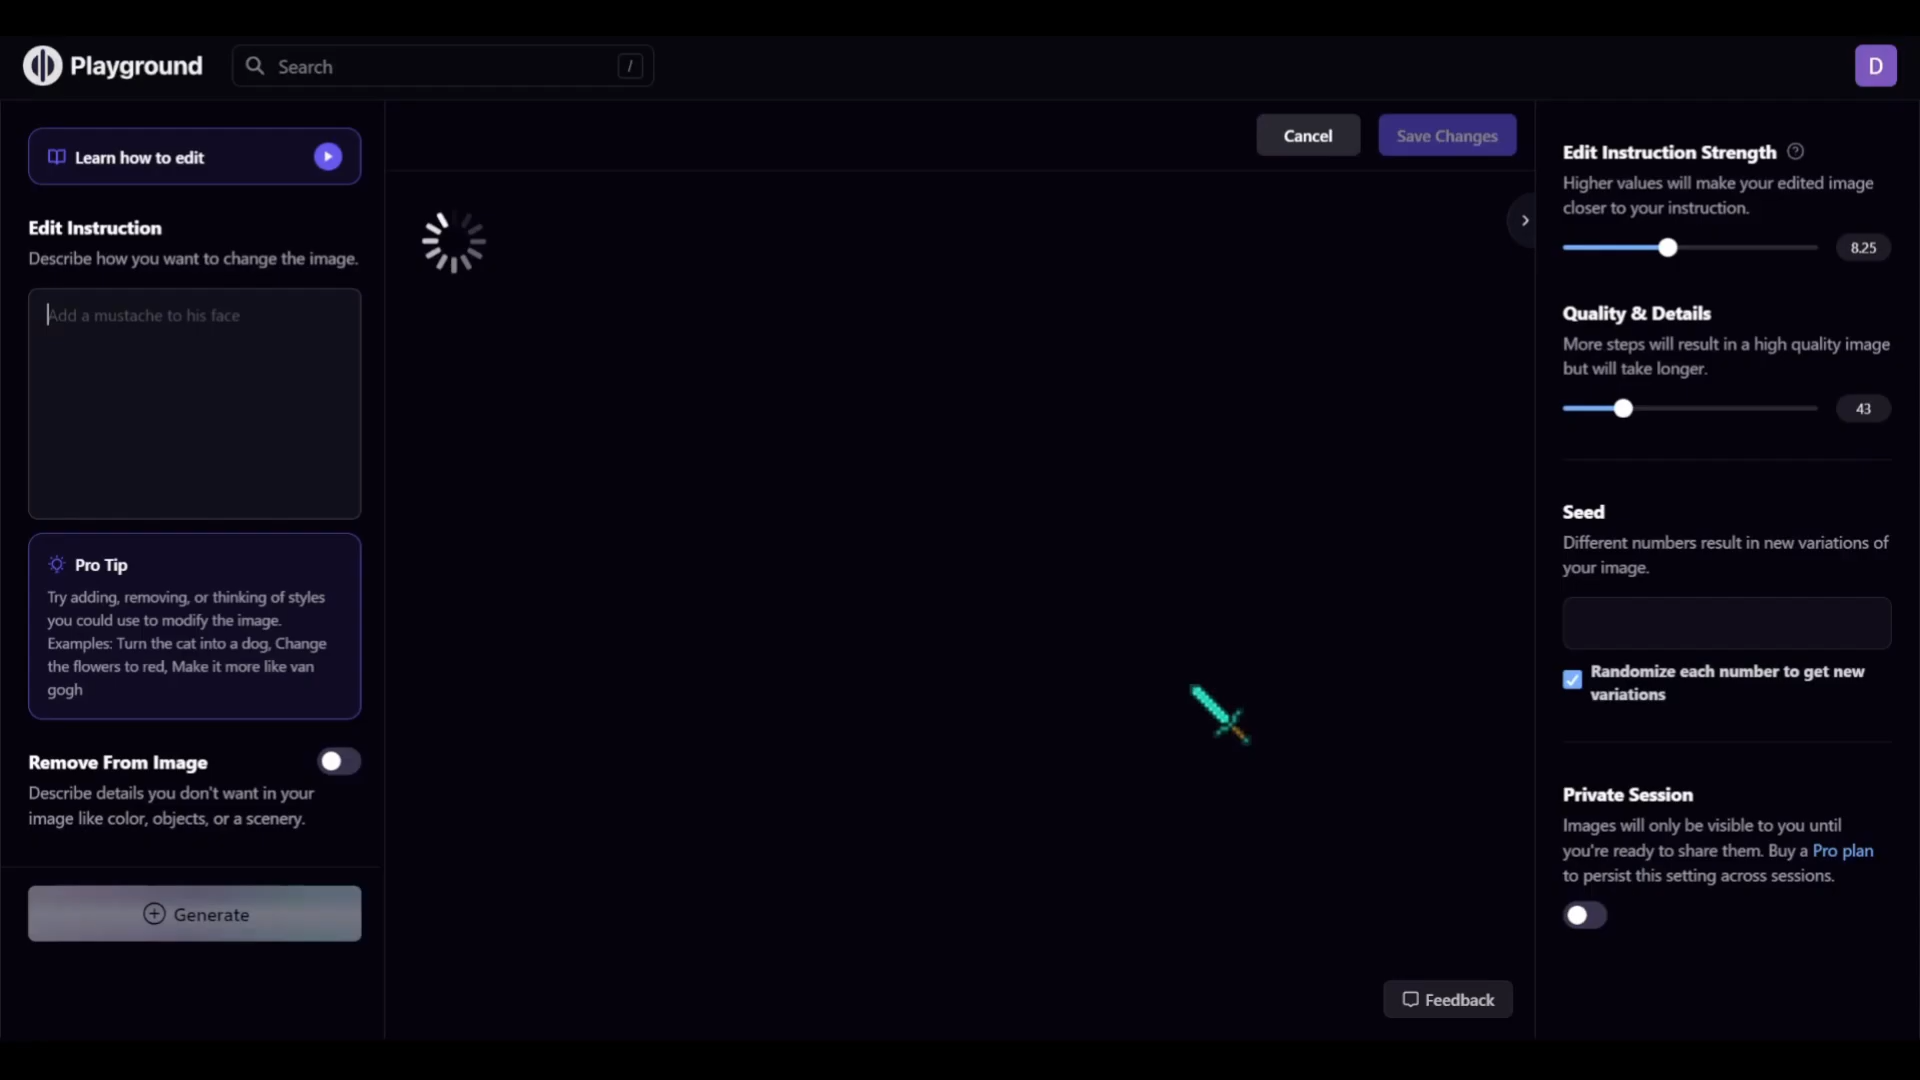 Playground
Search
/
D
Learn how to edit
Edit Instruction
Describe how you want to change the image.
Add a mustache to his face
Pro Tip
Try adding, removing, or thinking of styles
you could use to modify the image.
Examples: Turn the cat into a dog, Change
the flowers to red, Make it more like van
gogh
Remove From Image
Describe details you don't want in your
image like color, objects, or a scenery.
Generate
Cancel
Save Changes
Feedback
Edit Instruction Strength
Higher values will make your edited image
closer to your instruction.
8.25
Quality & Details
More steps will result in a high quality image
but will take longer.
43
Seed
Different numbers result in new variations of
your image.
Randomize each number to get new
variations
Private Session
Images will only be visible to you until
you're ready to share them. Buy a Pro plan
to persist this setting across sessions.